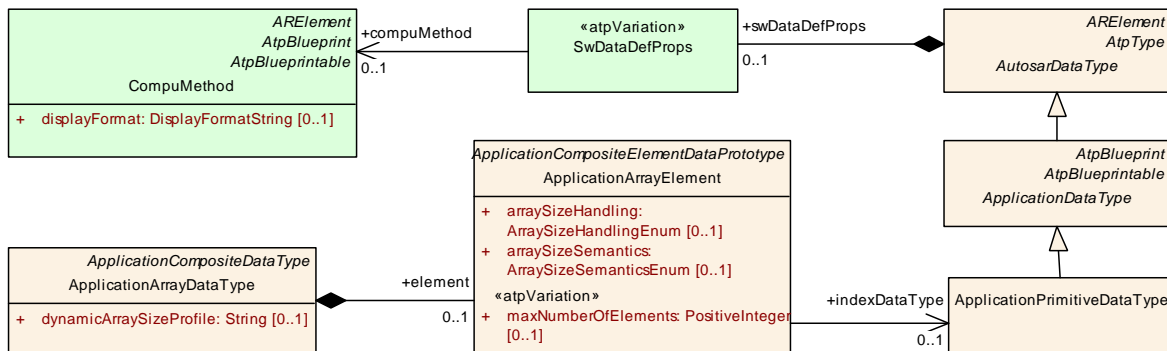 ARElement
AtpBlueprint
AtpBlueprintable
CompuMethod
+ displayFormat: DisplayFormatString [0..1]
+compuMethod
0..1
«atpVariation»
SwDataDefProps
+swDataDefProps
0..1
ARElement
AtpType
AutosarDataType
AtpBlueprint
AtpBlueprintable
ApplicationDataType
ApplicationCompositeElementDataPrototype
ApplicationArrayElement
+ arraySizeHandling:
ArraySizeHandlingEnum [0..1]
+ arraySizeSemantics:
ArraySizeSemanticsEnum [0..1]
«atpVariation»
+ maxNumberOfElements: PositiveInteger
[0..1]
ApplicationCompositeDataType
ApplicationArrayDataType
+ dynamicArraySizeProfile: String [0..1]
+element
0..1
+indexDataType
0..1
ApplicationPrimitiveDataType